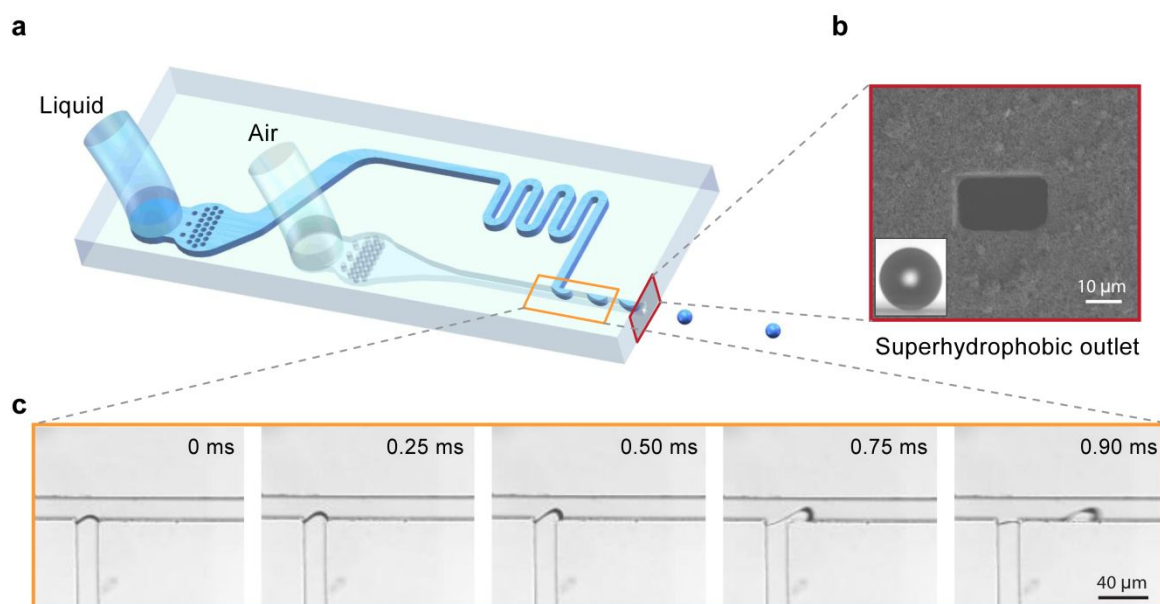 a
b
Liquid
Air
10 µm
Superhydrophobic outlet
c
0 ms
0.25 ms
0.50 ms
0.75 ms
0.90 ms
40 µm